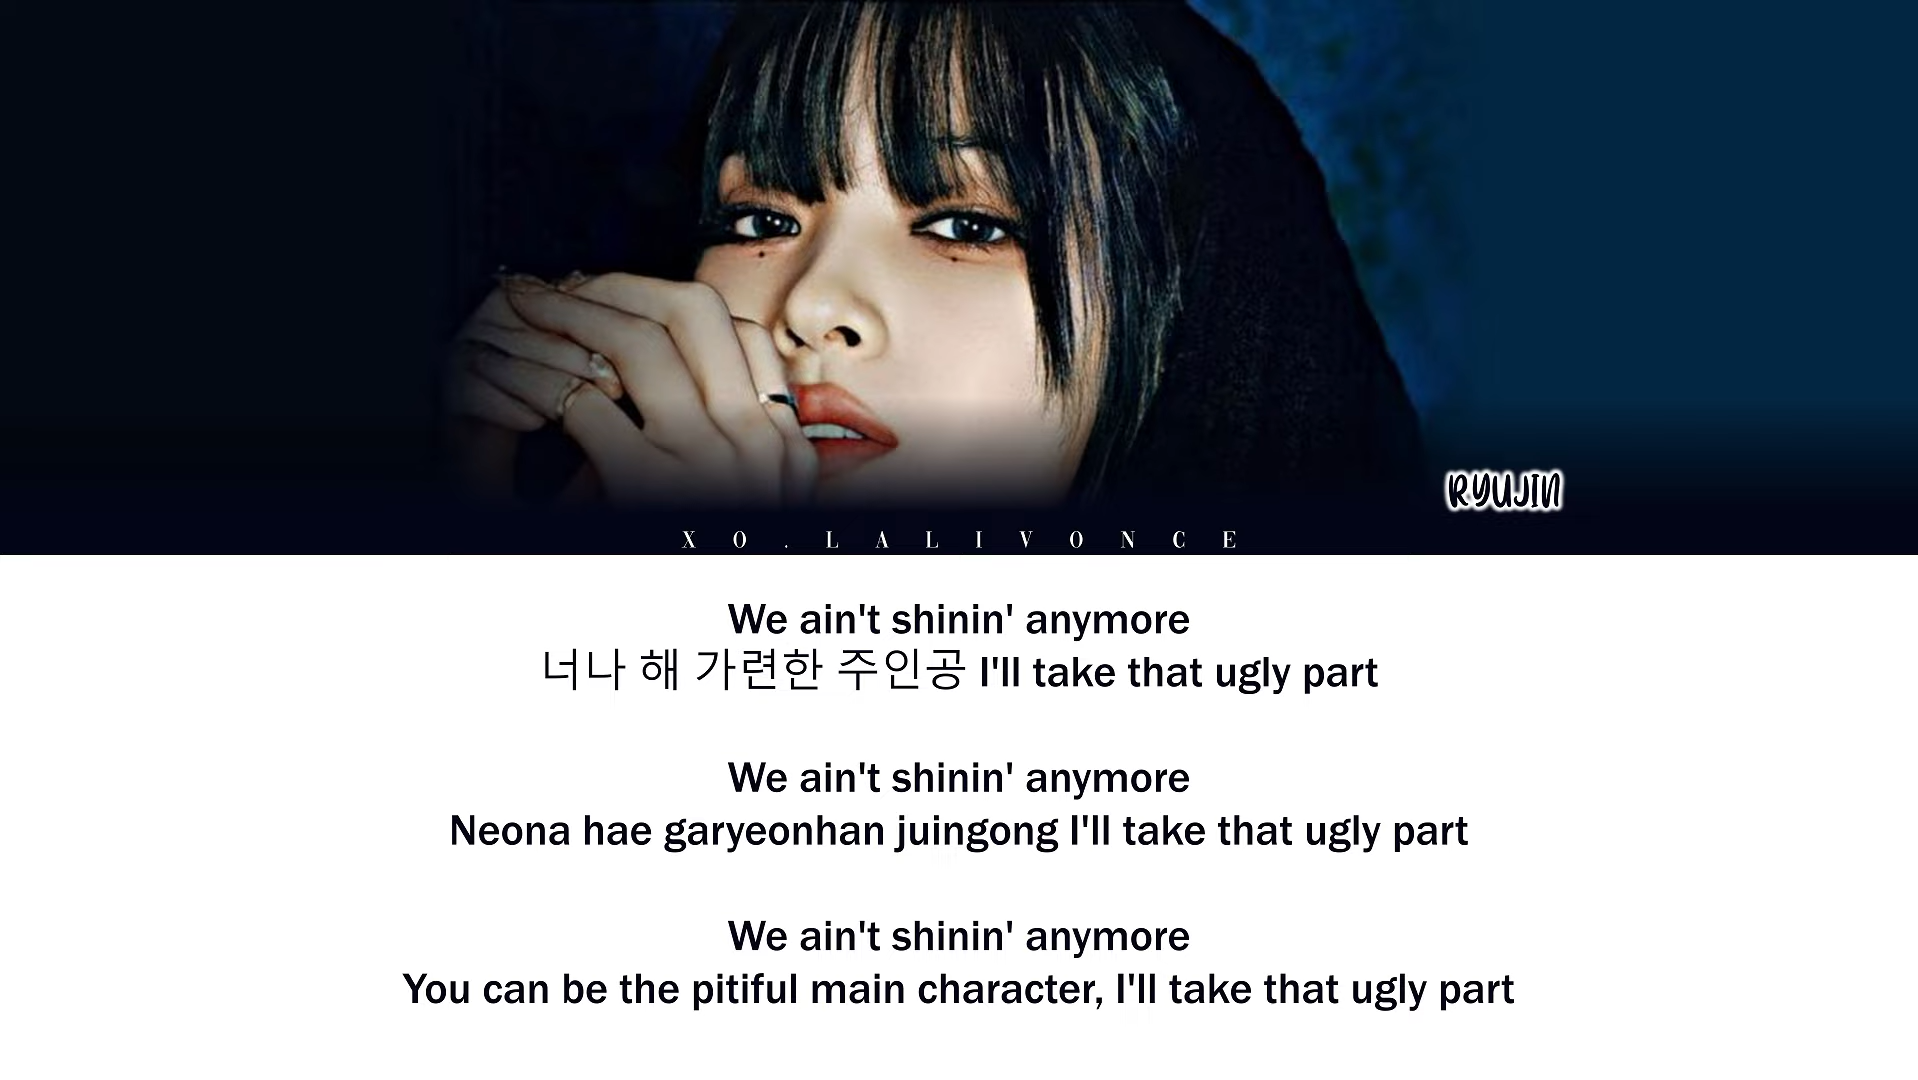 RYUJIN
XO.LALIVONCE
We ain't shinin' anymore
너나 해 가련한 주인공 I'll take that ugly part
We ain't shinin' anymore
Neona hae garyeonhan juingong I'll take that ugly part
We ain't shinin' anymore
You can be the pitiful main character, I'll take that ugly part